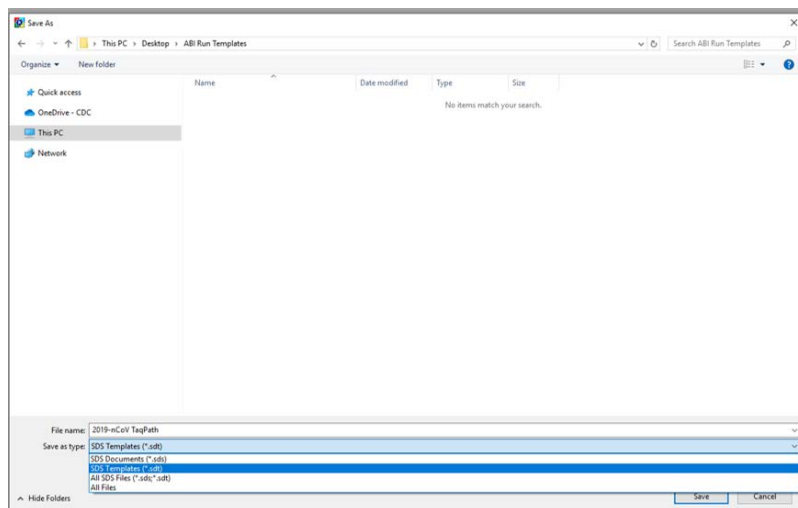 Save As
This PC > Desktop > ABI Run Templates
Search ABI Run Templates
Organize
New folder
Name
Date modified
Type
Size
No items match your search.
Quick access
OneDrive - CDC
This PC
Network
File name: 2019-nCoV TaqPath
Save as type: SDS Templates (*.sdt)
SDS Documents (*.sds)
SDS Templates (*.sdt)
All SDS Files (*.sds;*.sdt)
All Files
Hide Folders
Save
Cancel